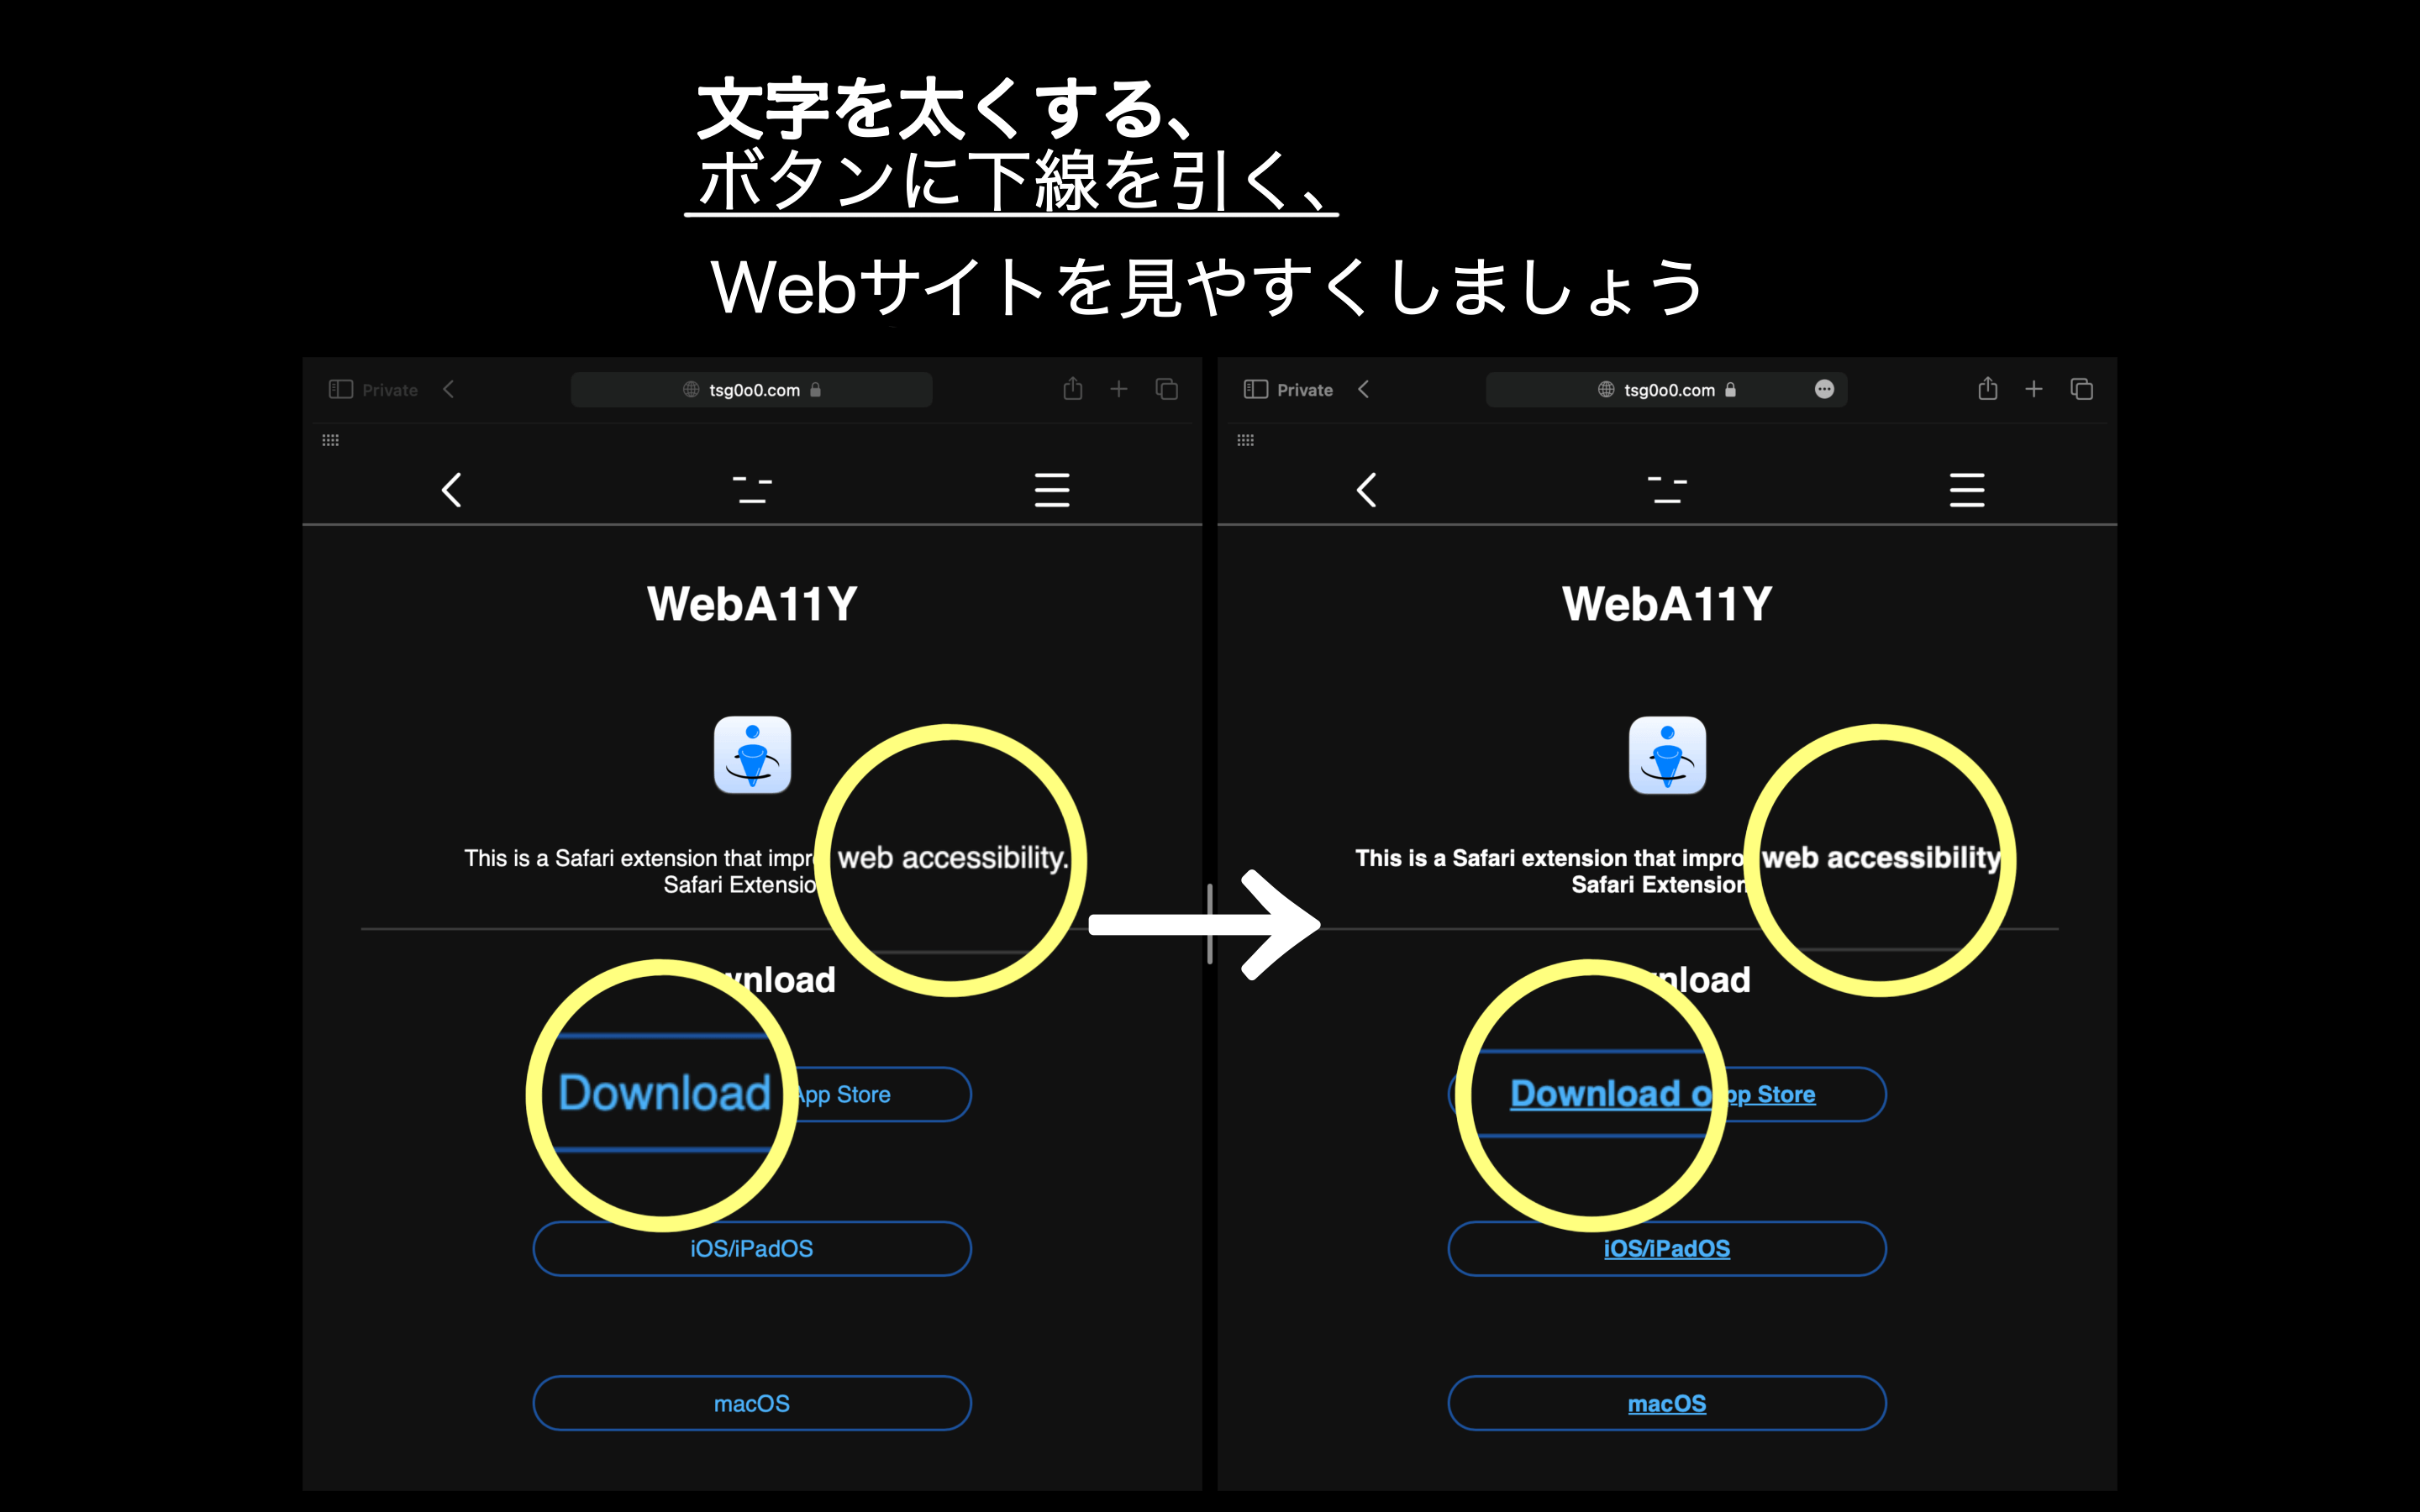 文字を太くする、
ボタンに下線を引く、
Webサイトを見やすくしましょう
Private
tsg0o0.com
WebA11Y
This is a Safari extension that impr
web accessibility.
Safari Extensio
wnload
Download
App Store
iOS/iPadOS
macOS
Private
tsg0o0.com
WebA11Y
This is a Safari extension that impro
web accessibility
Safari Extension
nload
Download o
pp Store
iOS/iPadOS
macOS